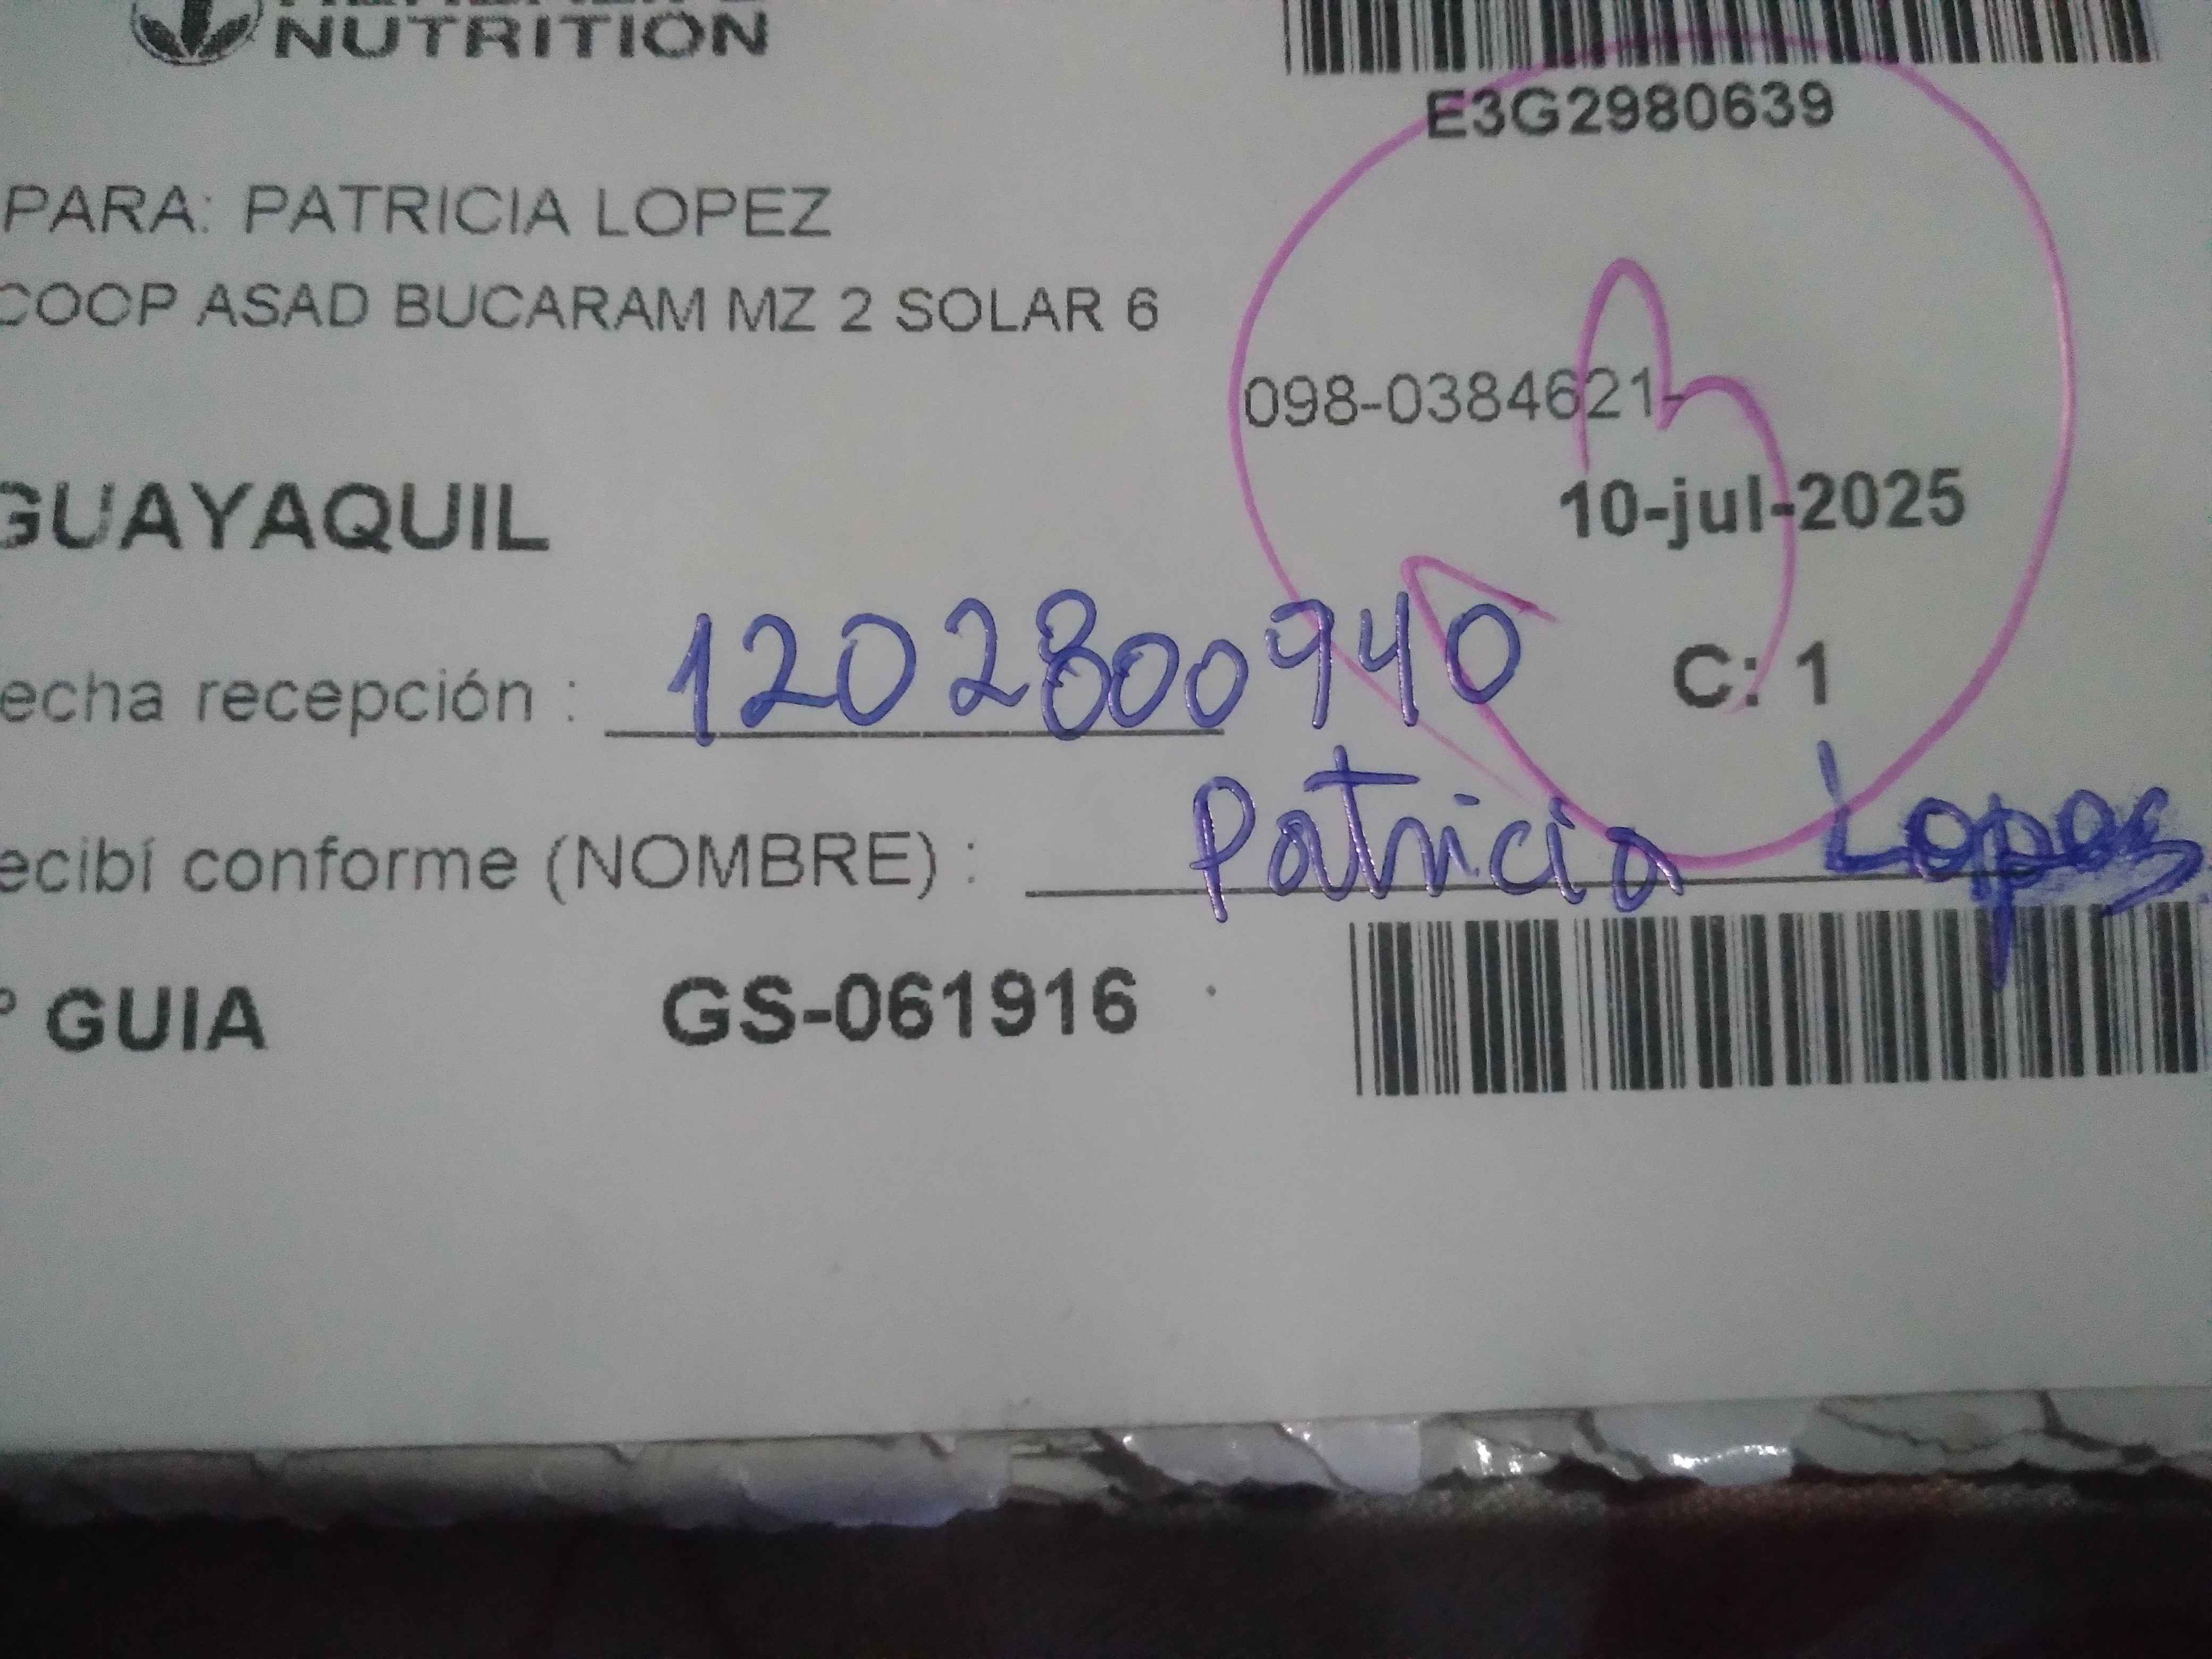 NUTRITION
E3G2980639
PARA: PATRICIA LOPEZ
COOP ASAD BUCARAM MZ 2 SOLAR 6
098-0384621-
GUAYAQUIL
10-jul-2025
echa recepción : 1202800940
C: 1
ecibí conforme (NOMBRE) : Patricia Lopez
° GUIA GS-061916